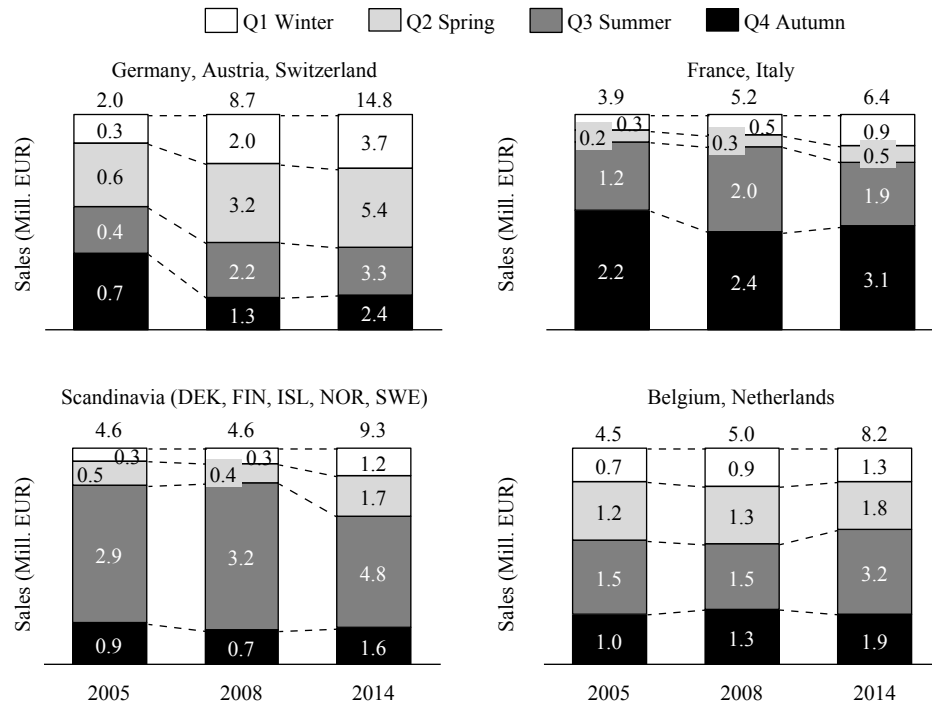 Q1 Winter Q2 Spring Q3 Summer Q4 Autumn
Germany, Austria, Switzerland
2.0 8.7 14.8
0.3 2.0 3.7
0.6 3.2 5.4
0.4 2.2 3.3
0.7 1.3 2.4
Sales (Mill. EUR)
France, Italy
3.9 5.2 6.4
0.3 0.5 0.9
0.2 0.3 0.5
1.2 2.0 1.9
2.2 2.4 3.1
Sales (Mill. EUR)
Scandinavia (DEK, FIN, ISL, NOR, SWE)
4.6 4.6 9.3
0.3 0.3 1.2
0.5 0.4 1.7
2.9 3.2 4.8
0.9 0.7 1.6
Sales (Mill. EUR)
2005 2008 2014
Belgium, Netherlands
4.5 5.0 8.2
0.7 0.9 1.3
1.2 1.3 1.8
1.5 1.5 3.2
1.0 1.3 1.9
Sales (Mill. EUR)
2005 2008 2014